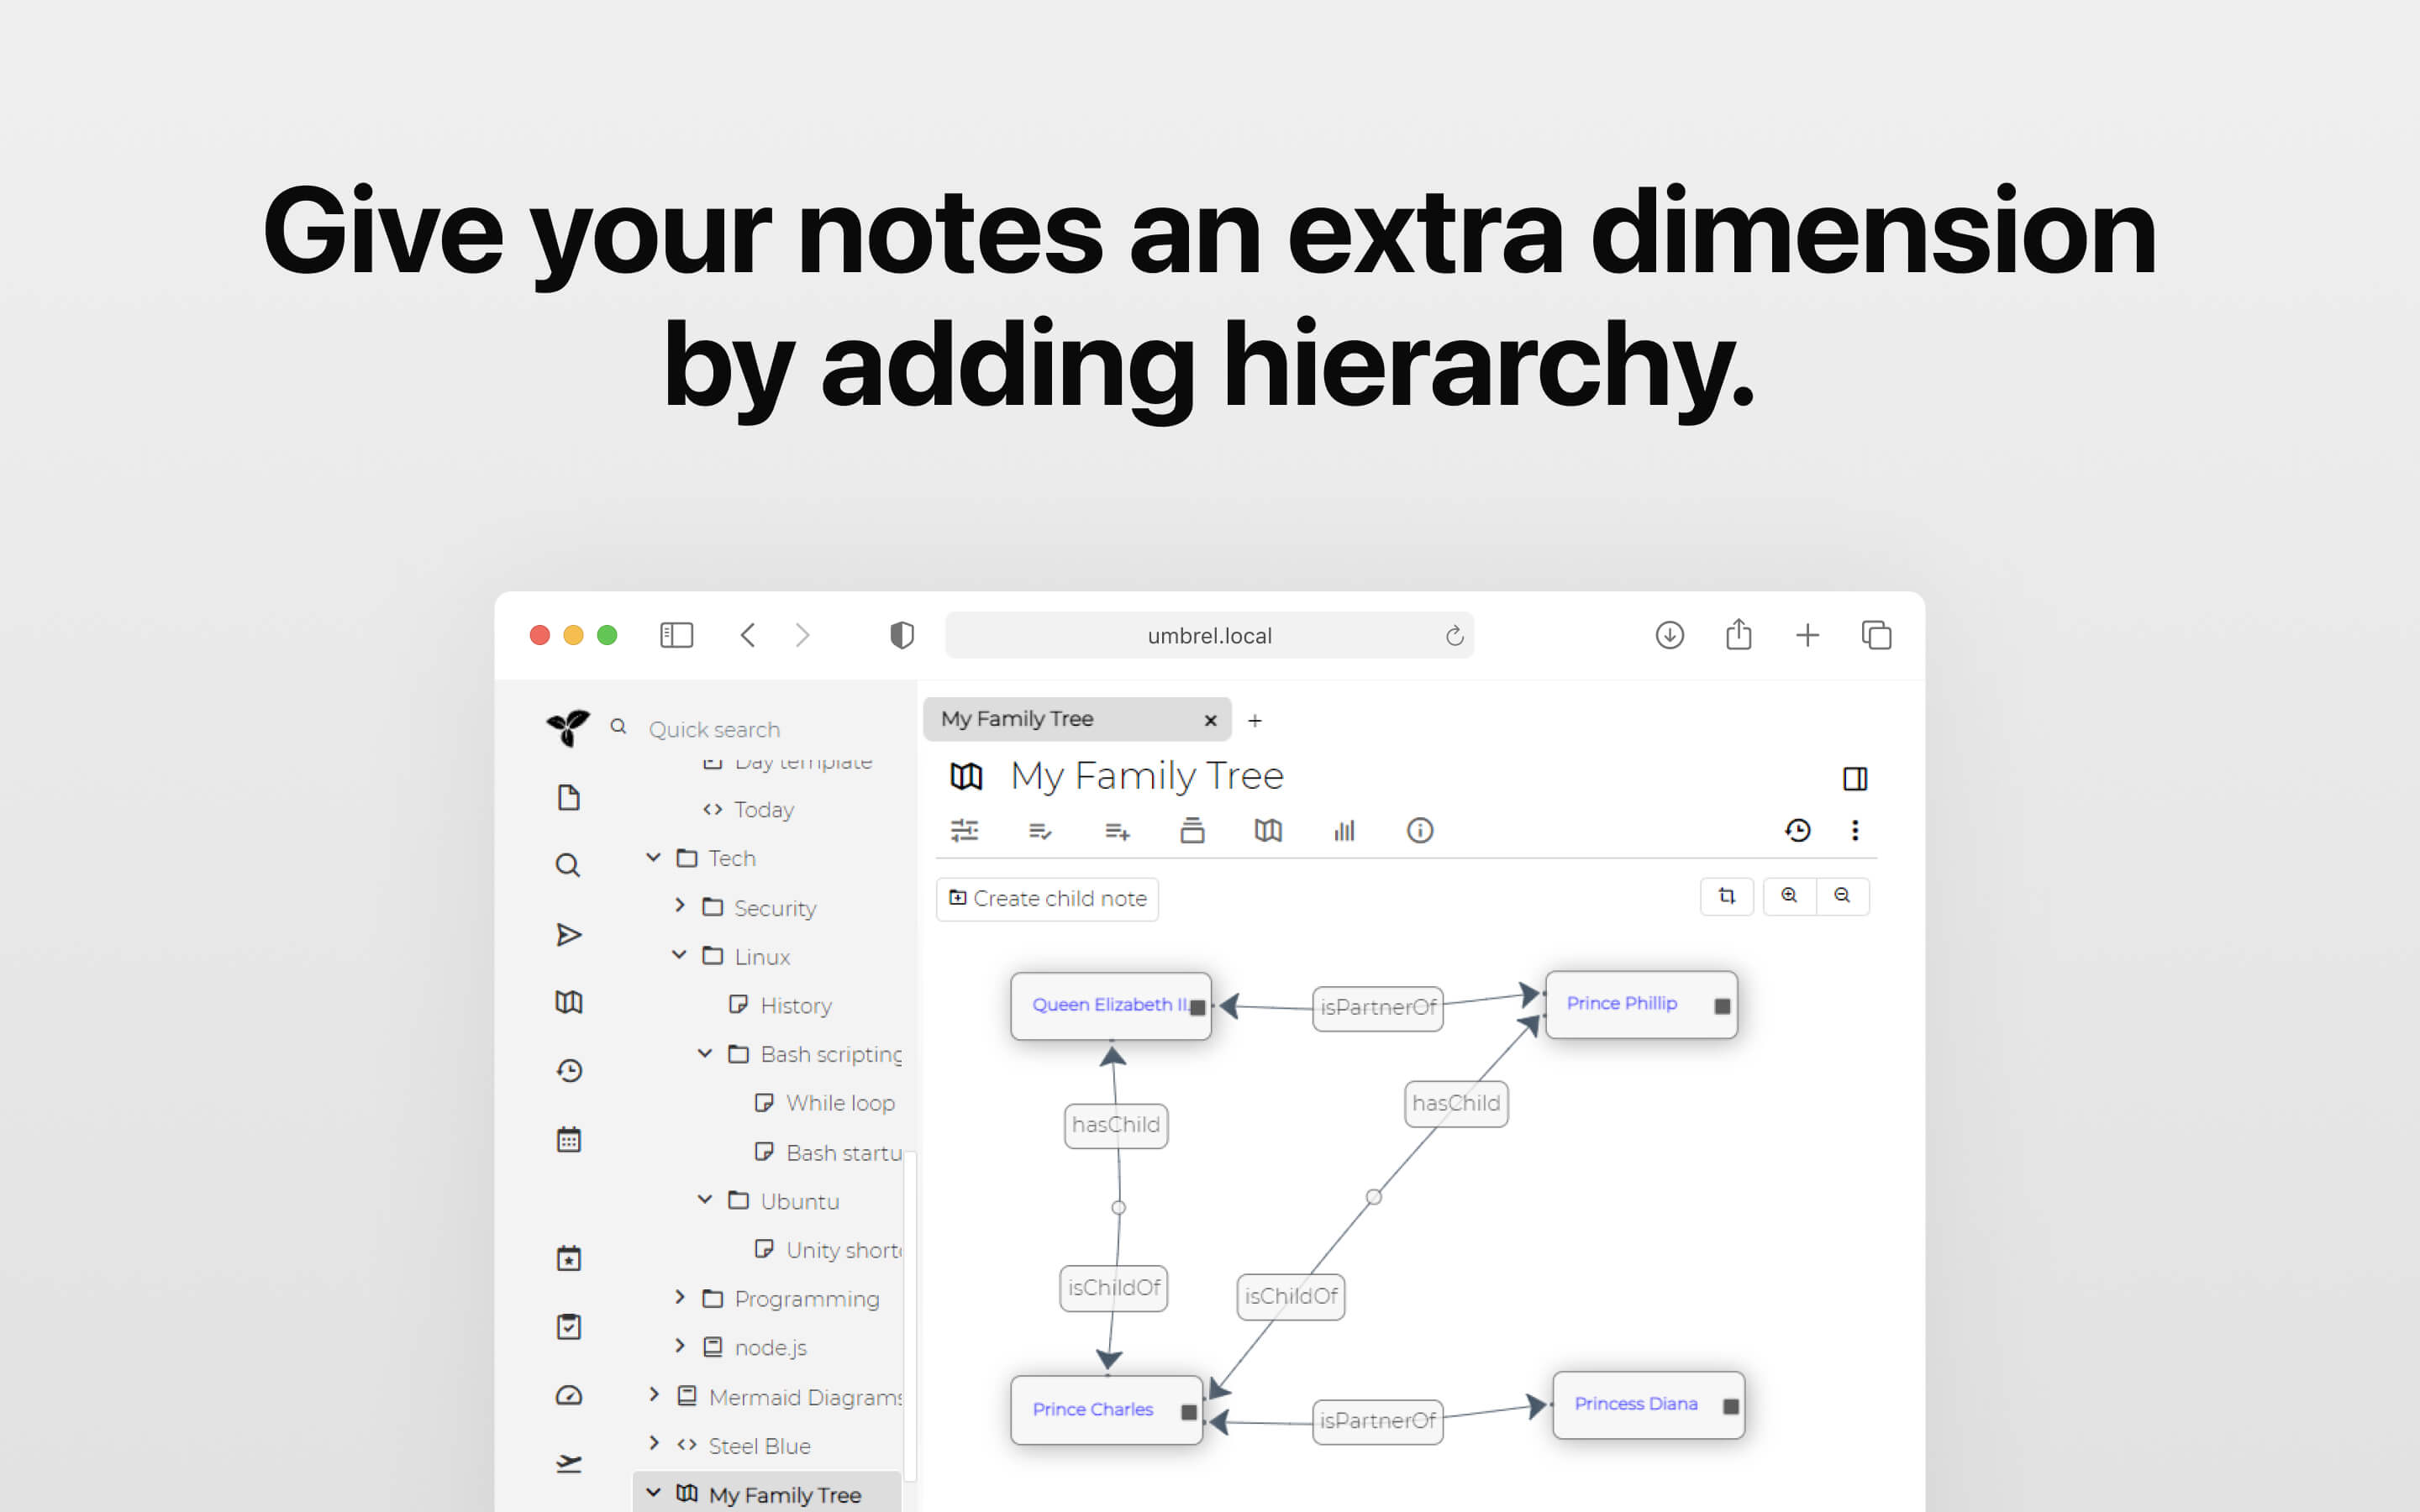 Give your notes an extra dimension
by adding hierarchy.
umbrel.local
Quick search
Day template
Today
Tech
Security
Linux
History
Bash scripting
While loop
Bash startu
Ubuntu
Unity short
Programming
node.js
Mermaid Diagrams
Steel Blue
My Family Tree
My Family Tree
My Family Tree
Create child note
Queen Elizabeth II.
isPartnerOf
Prince Phillip
hasChild
hasChild
isChildOf
isChildOf
Prince Charles
isPartnerOf
Princess Diana